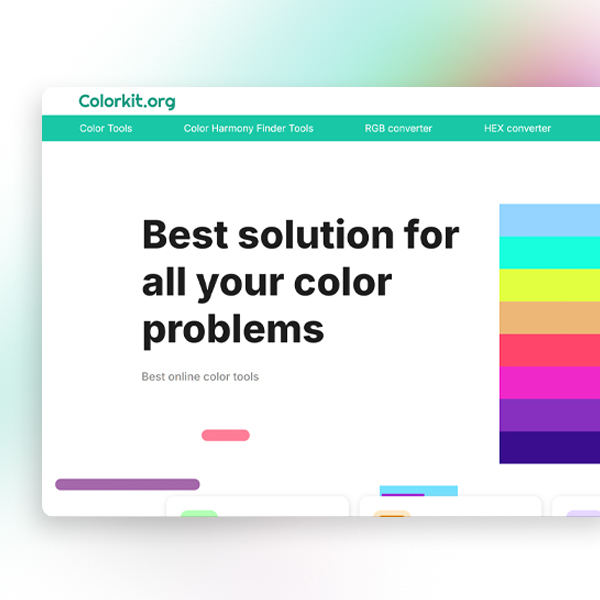 Colorkit.org
Color Tools Color Harmony Finder Tools RGB converter HEX converter
Best solution for
all your color
problems
Best online color tools